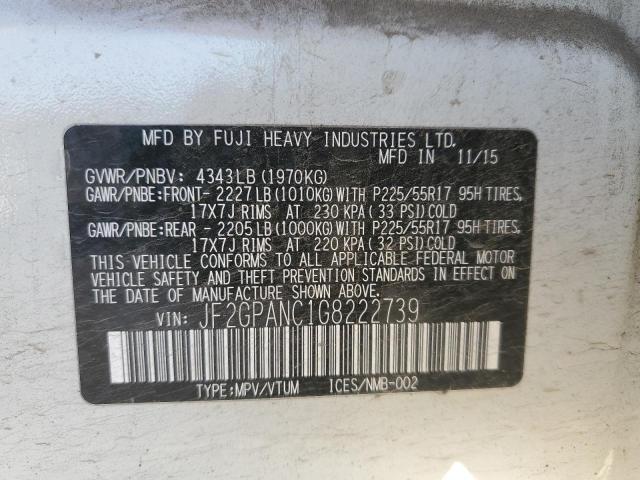 MFD BY FUJI HEAVY INDUSTRIES LTD.
MFD IN 11/15
GVWR/PNBV: 4343LB (1970KG)
GAWR/PNBE:FRONT- 2227LB (1010KG) WITH P225/55R17 95H TIRES,
17X7J RIMS AT 230 KPA ( 33 PSI) COLD
GAWR/PNBE:REAR - 2205LB (1000KG) WITH P225/55R17 95H TIRES,
17X7J RIMS AT 220 KPA ( 32 PSI) COLD
THIS VEHICLE CONFORMS TO ALL APPLICABLE FEDERAL MOTOR
VEHICLE SAFETY AND THEFT PREVENTION STANDARDS IN EFFECT ON
THE DATE OF MANUFACTURE SHOWN ABOVE.
VIN: JF2GPANC1G8222739
TYPE:MPV/VTUM ICES/NMB-002